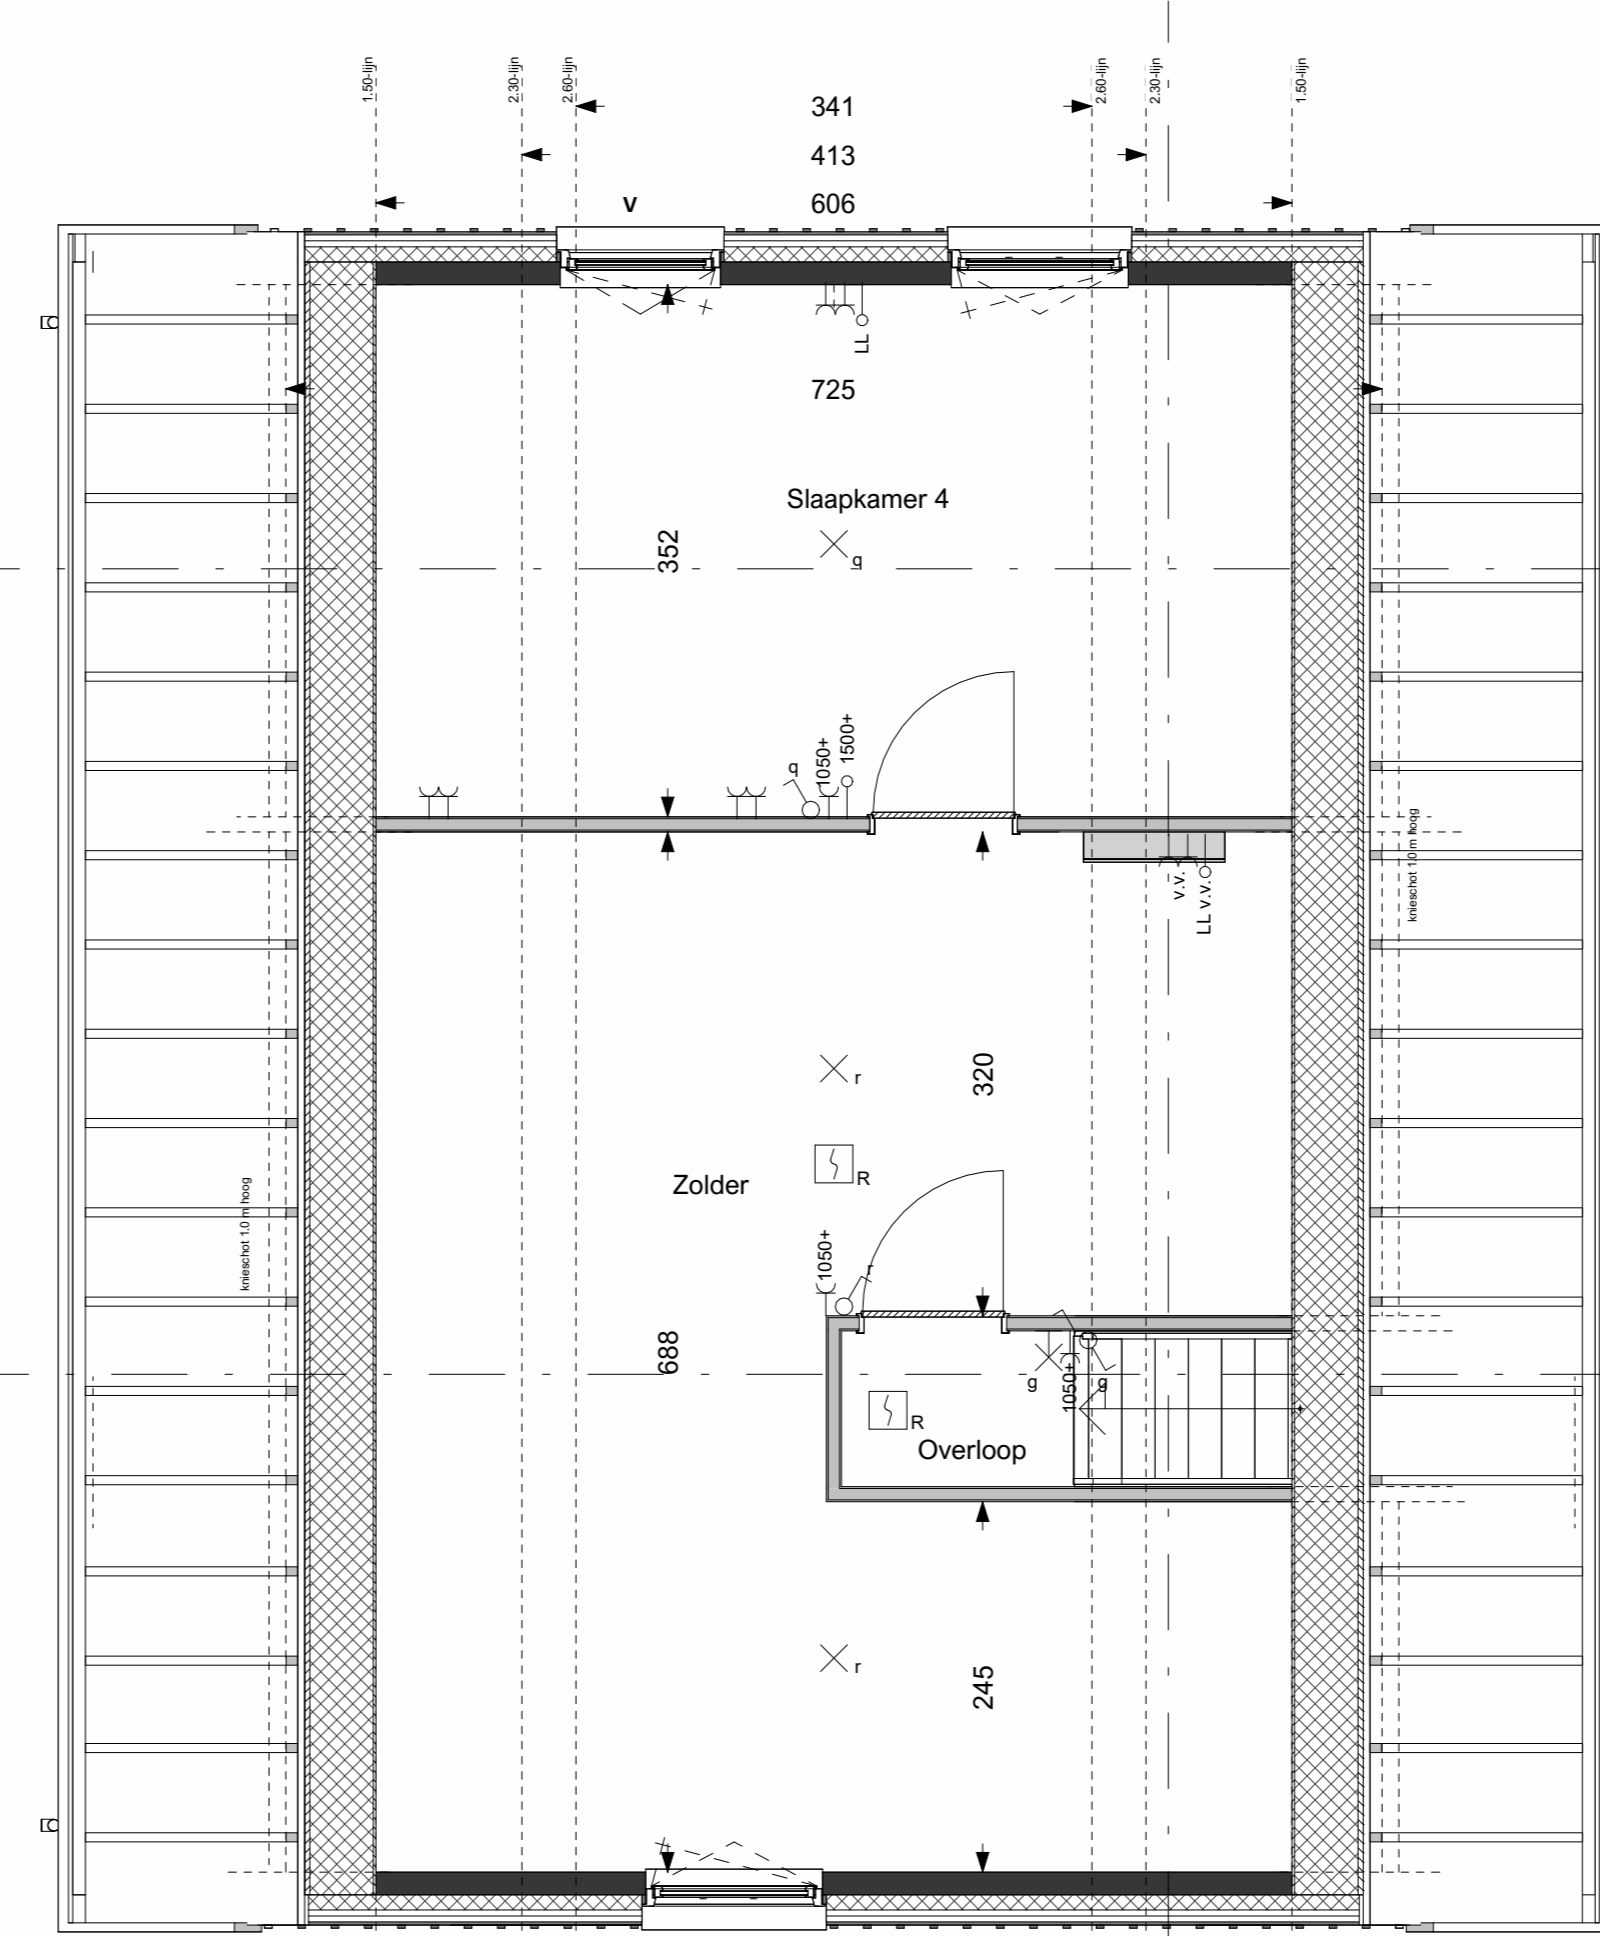 1.50-lijn
2.30-lijn
2.60-lijn
2.60-lijn
2.30-lijn
1.50-lijn
341
413
v
606
LL
725
Slaapkamer 4
352
q
q
1050+
1500+
v.v.
LL v.v.
knieschot 1.0 m hoog
r
320
R
Zolder
knieschot 1.0 m hoog
1050+
r
688
g
1050+
g
R
Overloop
r
245